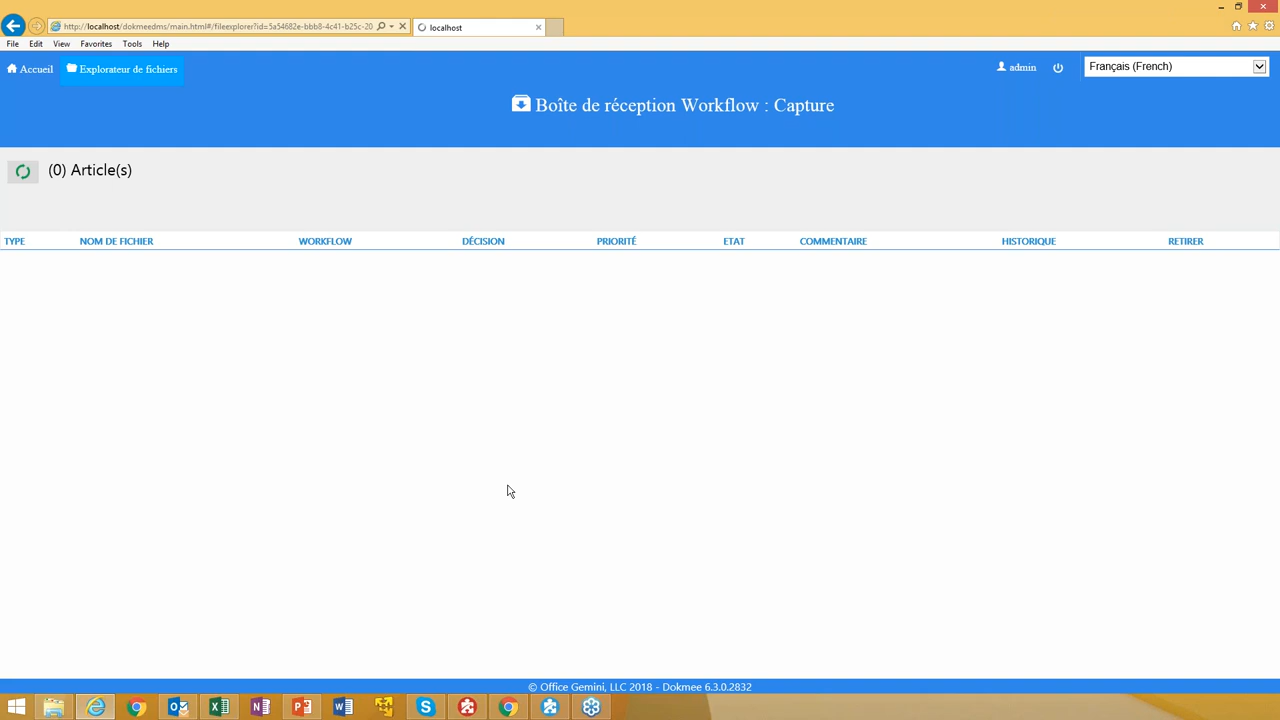 http://localhost/dokmeedms/main.html#/fileexplorer?id=5a54682e-bbb8-4c41-b25c-20
localhost
File Edit View Favorites Tools Help
Accueil Explorateur de fichiers admin Français (French)
Boîte de réception Workflow : Capture
(0) Article(s)
TYPE NOM DE FICHIER WORKFLOW DÉCISION PRIORITÉ ETAT COMMENTAIRE HISTORIQUE RETIRER
© Office Gemini, LLC 2018 - Dokmee 6.3.0.2832